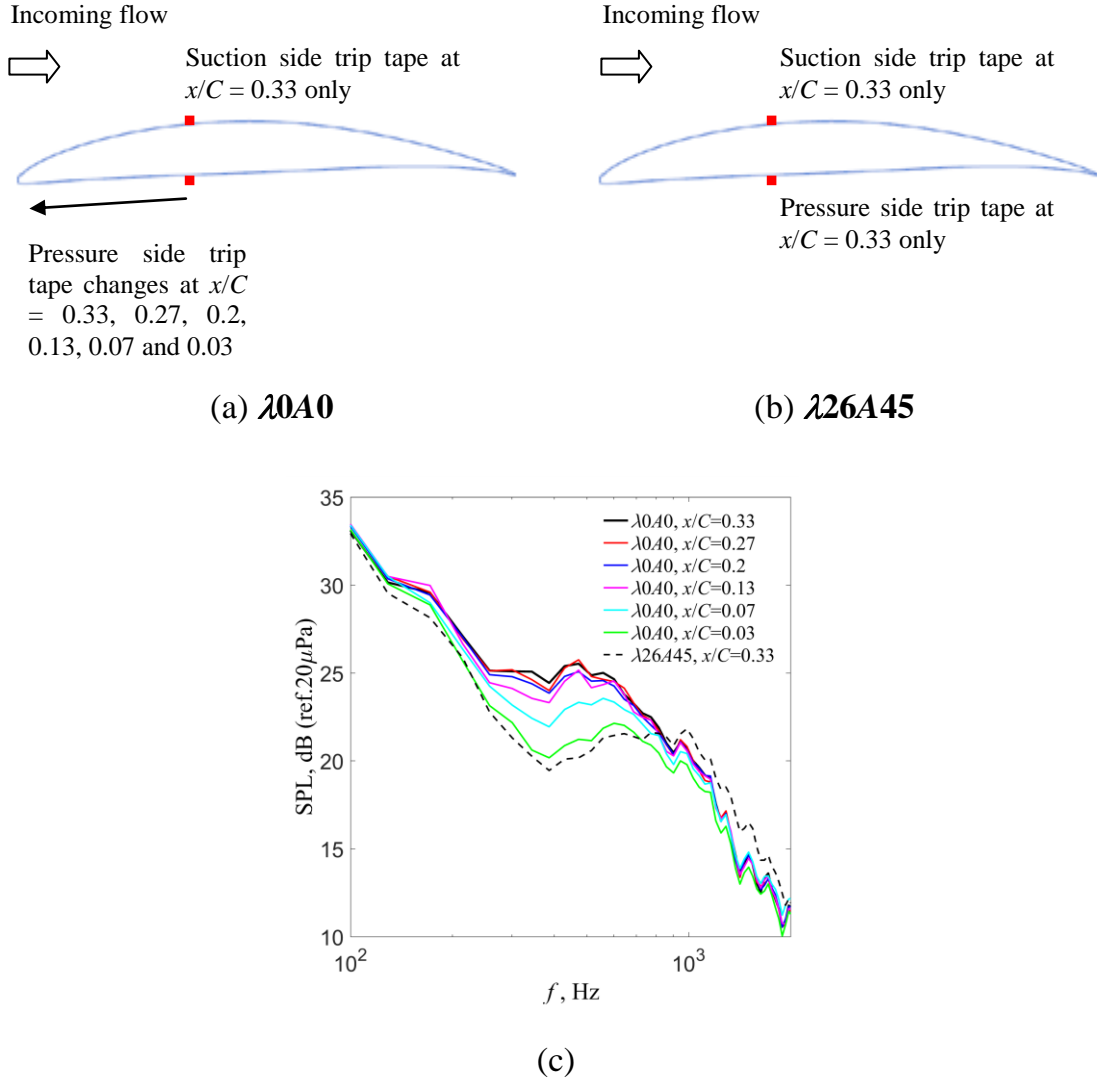 Incoming flow
Suction side trip tape at
x/C = 0.33 only
Pressure side trip
tape changes at x/C
= 0.33, 0.27, 0.2,
0.13, 0.07 and 0.03
(a) λ0A0
Incoming flow
Suction side trip tape at
x/C = 0.33 only
Pressure side trip tape at
x/C = 0.33 only
(b) λ26A45
SPL, dB (ref.20μPa)
35
30
25
20
15
10
λ0A0, x/C=0.33
λ0A0, x/C=0.27
λ0A0, x/C=0.2
λ0A0, x/C=0.13
λ0A0, x/C=0.07
λ0A0, x/C=0.03
λ26A45, x/C=0.33
10² 10³
f, Hz
(c)